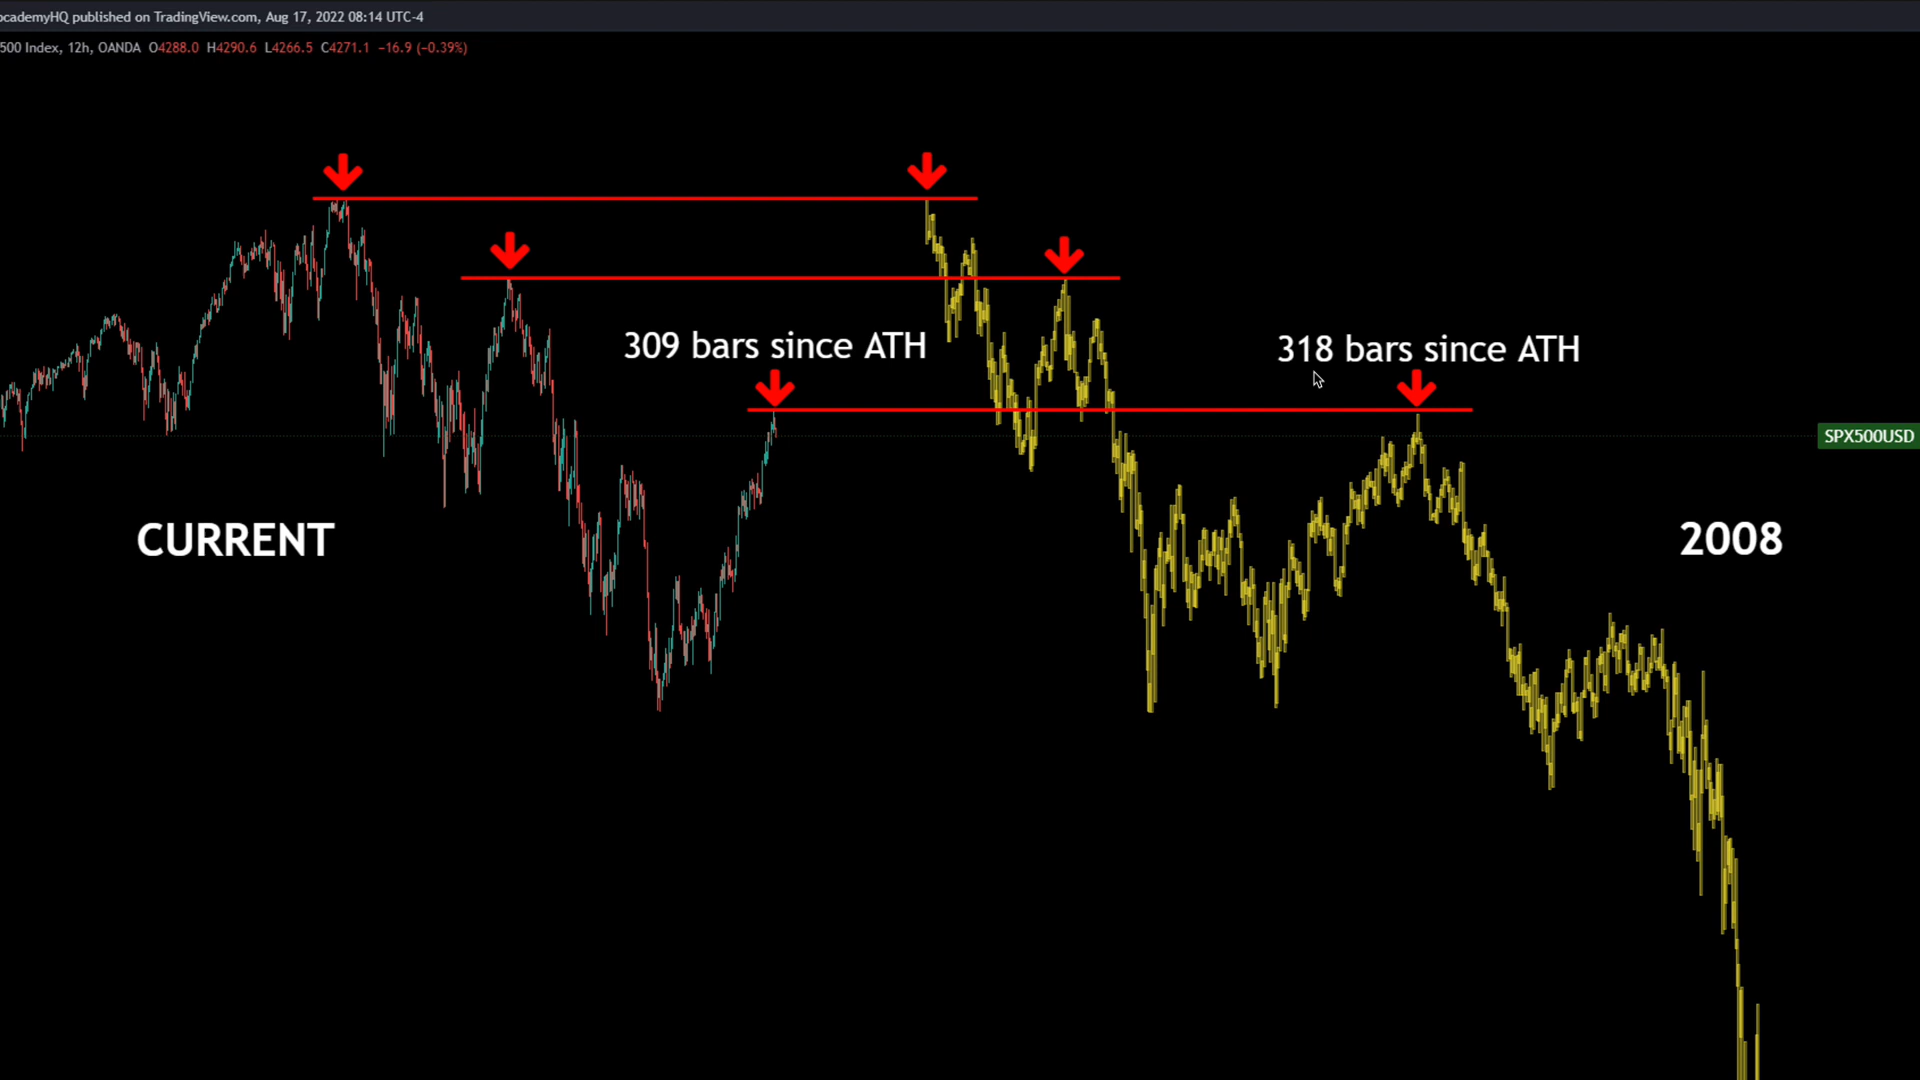 ocademyHQ published on TradingView.com, Aug 17, 2022 08:14 UTC-4
500 Index, 12h, OANDA O4288.0 H4290.6 L4266.5 C4271.1 −16.9 (−0.39%)
309 bars since ATH
318 bars since ATH
SPX500USD
CURRENT
2008